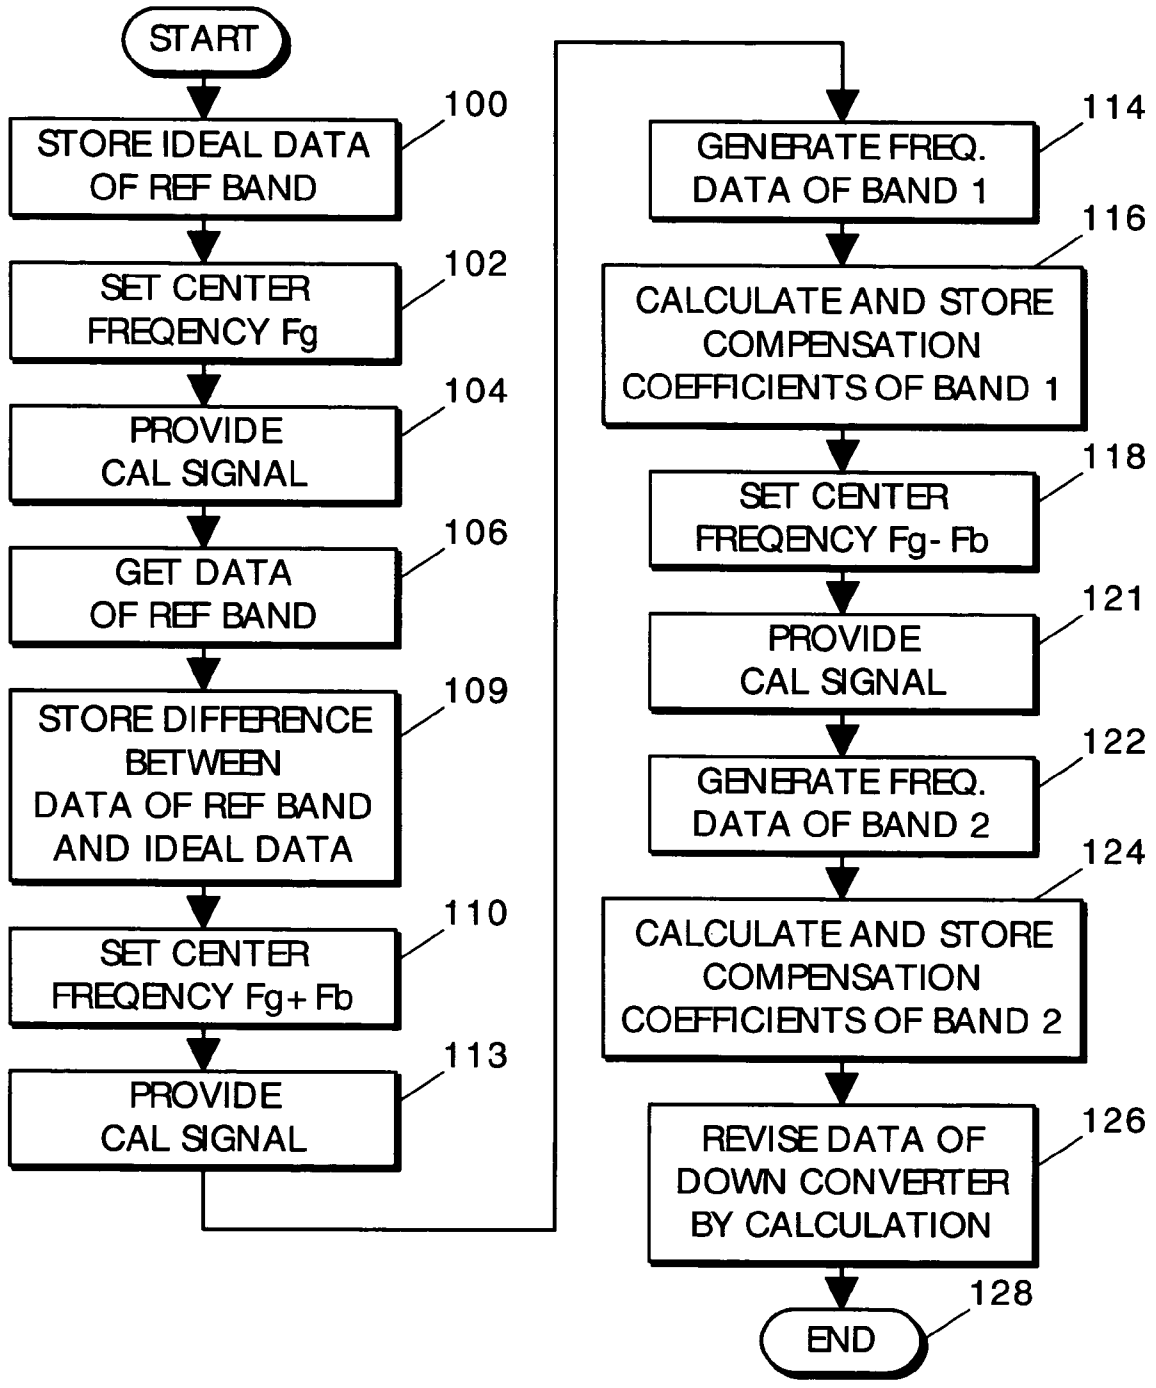 START
100
STORE IDEAL DATA
OF REF BAND
102
SET CENTER
FREQENCY Fg
104
PROVIDE
CAL SIGNAL
106
GET DATA
OF REF BAND
109
STORE DIFFERENCE
BETWEEN
DATA OF REF BAND
AND IDEAL DATA
110
SET CENTER
FREQENCY Fg + Fb
113
PROVIDE
CAL SIGNAL
114
GENERATE FREQ.
DATA OF BAND 1
116
CALCULATE AND STORE
COMPENSATION
COEFFICIENTS OF BAND 1
118
SET CENTER
FREQENCY Fg - Fb
121
PROVIDE
CAL SIGNAL
122
GENERATE FREQ.
DATA OF BAND 2
124
CALCULATE AND STORE
COMPENSATION
COEFFICIENTS OF BAND 2
126
REVISE DATA OF
DOWN CONVERTER
BY CALCULATION
128
END